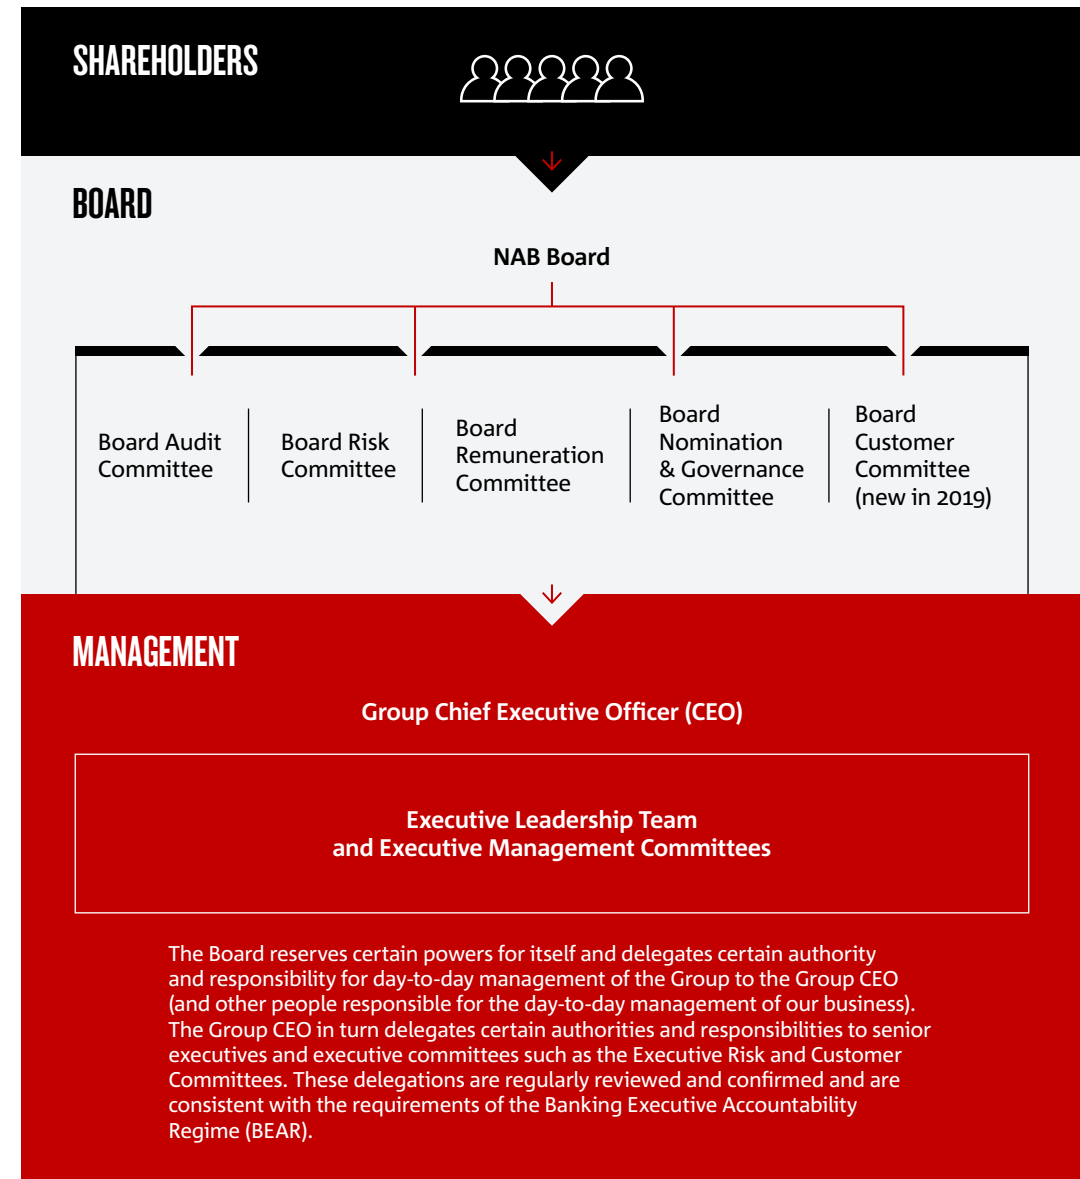 SHAREHOLDERS
BOARD
NAB Board
Board Audit
Committee
Board Risk
Committee
Board
Remuneration
Committee
Board
Nomination
& Governance
Committee
Board
Customer
Committee
(new in 2019)
MANAGEMENT
Group Chief Executive Officer (CEO)
Executive Leadership Team
and Executive Management Committees
The Board reserves certain powers for itself and delegates certain authority
and responsibility for day-to-day management of the Group to the Group CEO
(and other people responsible for the day-to-day management of our business).
The Group CEO in turn delegates certain authorities and responsibilities to senior
executives and executive committees such as the Executive Risk and Customer
Committees. These delegations are regularly reviewed and confirmed and are
consistent with the requirements of the Banking Executive Accountability
Regime (BEAR).